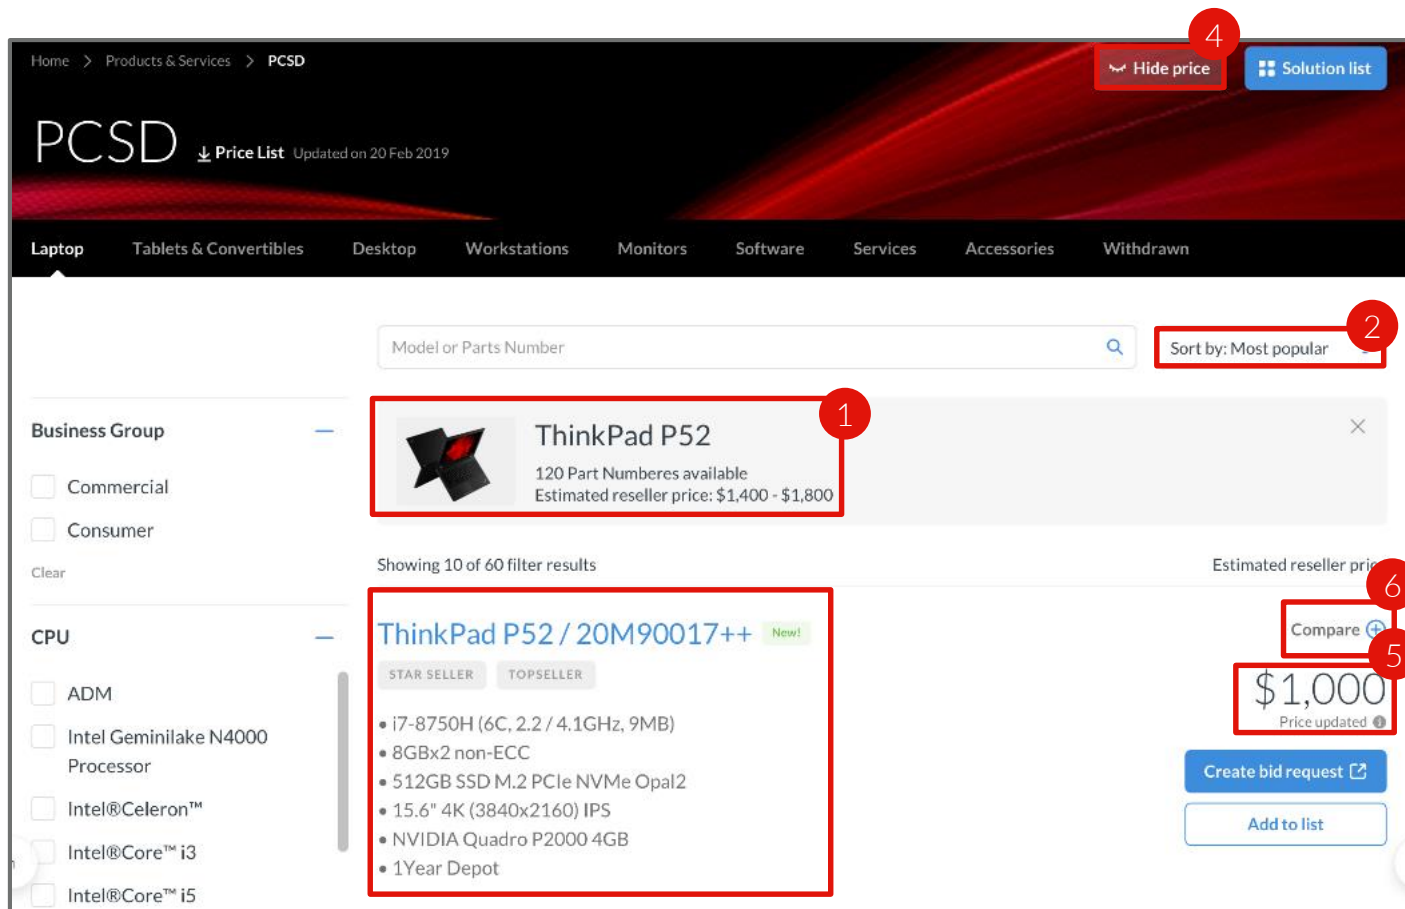 4
Home > Products & Services > PCSD
Hide price
Solution list
PCSD Price List Updated on 20 Feb 2019
Laptop Tablets & Convertibles Desktop Workstations Monitors Software Services Accessories Withdrawn
2
Model or Parts Number
Sort by: Most popular
1
Business Group
Commercial
Consumer
Clear
ThinkPad P52
120 Part Numberes available
Estimated reseller price: $1,400 - $1,800
Showing 10 of 60 filter results
Estimated reseller
6
CPU
ADM
Intel Geminilake N4000
Processor
Intel®Celeron™
Intel®Core™ i3
Intel®Core™ i5
ThinkPad P52 / 20M90017++ New!
STAR SELLER TOPSELLER
• i7-8750H (6C, 2.2 / 4.1GHz, 9MB)
• 8GBx2 non-ECC
• 512GB SSD M.2 PCIe NVMe Opal2
• 15.6" 4K (3840x2160) IPS
• NVIDIA Quadro P2000 4GB
• 1Year Depot
Compare
5
$1,000
Price updated
Create bid request
Add to list